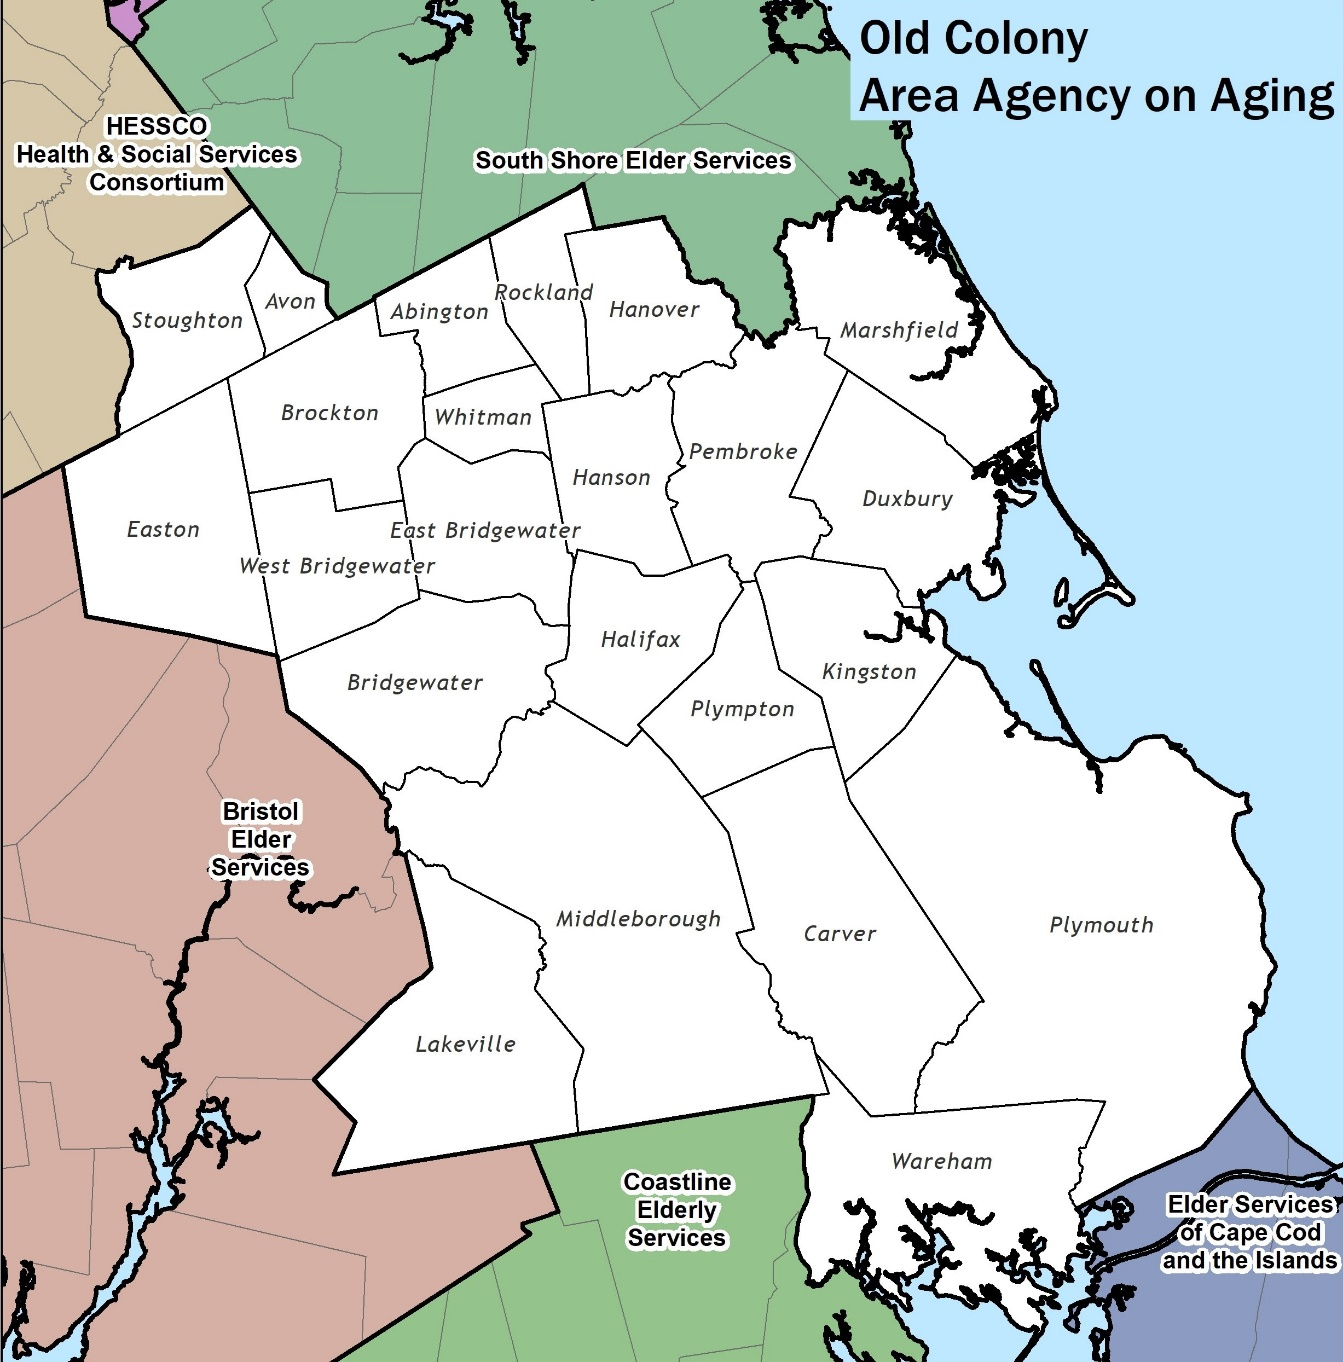 Old Colony
Area Agency on Aging
HESSCO
Health & Social Services
Consortium
South Shore Elder Services
Stoughton
Avon
Abington
Rockland
Hanover
Marshfield
Brockton
Whitman
Hanson
Pembroke
Duxbury
Easton
West Bridgewater
East Bridgewater
Halifax
Kingston
Bridgewater
Plympton
Bristol
Elder
Services
Middleborough
Carver
Plymouth
Lakeville
Wareham
Coastline
Elderly
Services
Elder Services
of Cape Cod
and the Islands